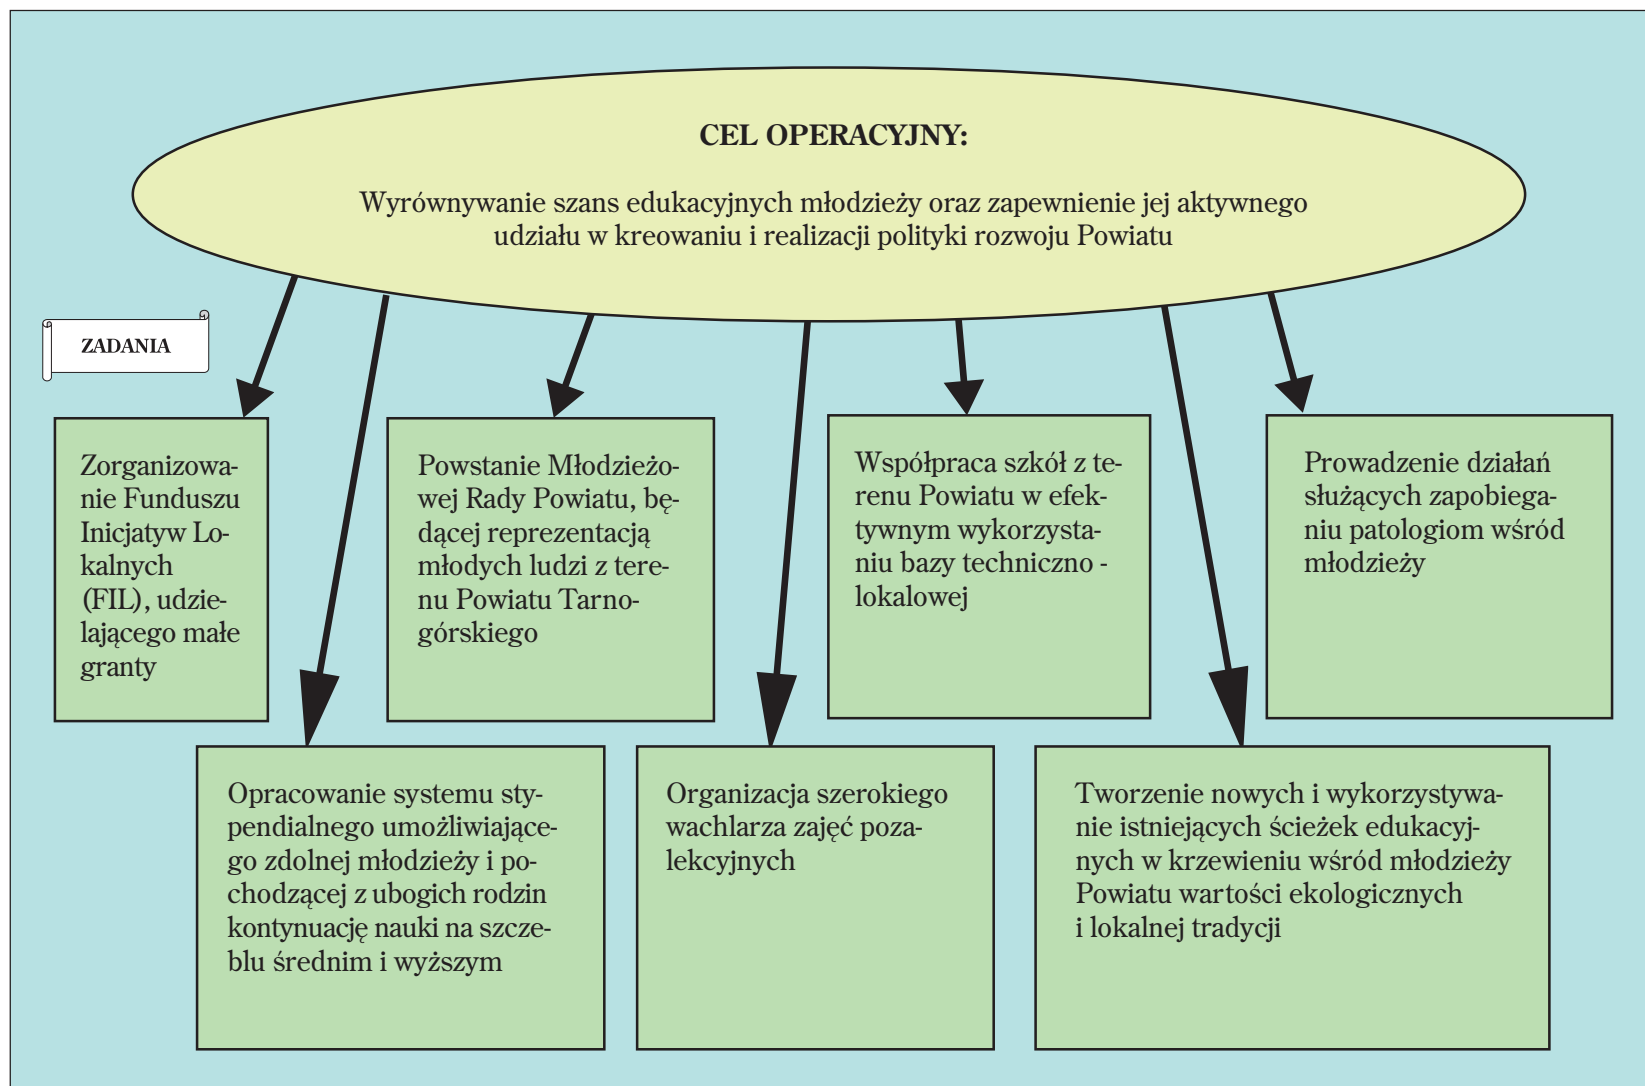 CEL OPERACYJNY:
Wyrównywanie szans edukacyjnych młodzieży oraz zapewnienie jej aktywnego
udziału w kreowaniu i realizacji polityki rozwoju Powiatu
ZADANIA
Zorganizowa-
nie Funduszu
Inicjatyw Lo-
kalnych
(FIL), udzie-
lającego małe
granty
Powstanie Młodzieżo-
wej Rady Powiatu, bę-
dącej reprezentacją
młodych ludzi z tere-
nu Powiatu Tarno-
górskiego
Współpraca szkół z te-
renu Powiatu w efek-
tywnym wykorzysta-
niu bazy techniczno -
lokalowej
Prowadzenie działań
służących zapobiega-
niu patologiom wśród
młodzieży
Opracowanie systemu sty-
pendialnego umożliwiające-
go zdolnej młodzieży i po-
chodzącej z ubogich rodzin
kontynuację nauki na szcze-
blu średnim i wyższym
Organizacja szerokiego
wachlarza zajęć poza-
lekcyjnych
Tworzenie nowych i wykorzystywa-
nie istniejących ścieżek edukacyj-
nych w krzewieniu wśród młodzieży
Powiatu wartości ekologicznych
i lokalnej tradycji